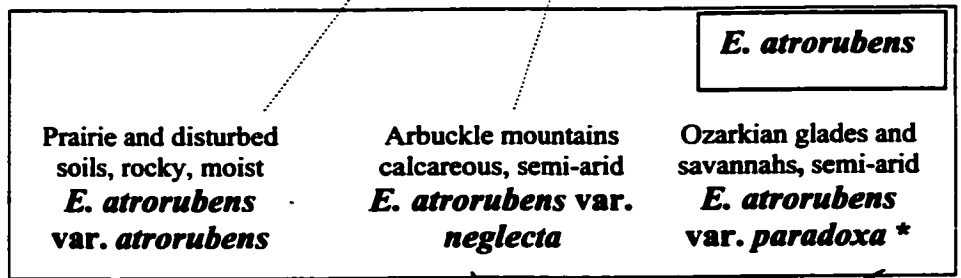 E. atrorubens
Prairie and disturbed
soils, rocky, moist
E. atrorubens
var. atrorubens
Arbuckle mountains
calcareous, semi-arid
E. atrorubens var.
neglecta
Ozarkian glades and
savannahs, semi-arid
E. atrorubens
var. paradoxa *